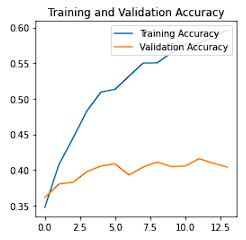 Training and Validation Accuracy
0.60
Training Accuracy
Validation Accuracy
0.55
0.50
0.45
0.40
0.35
0.0 2.5 5.0 7.5 10.0 12.5